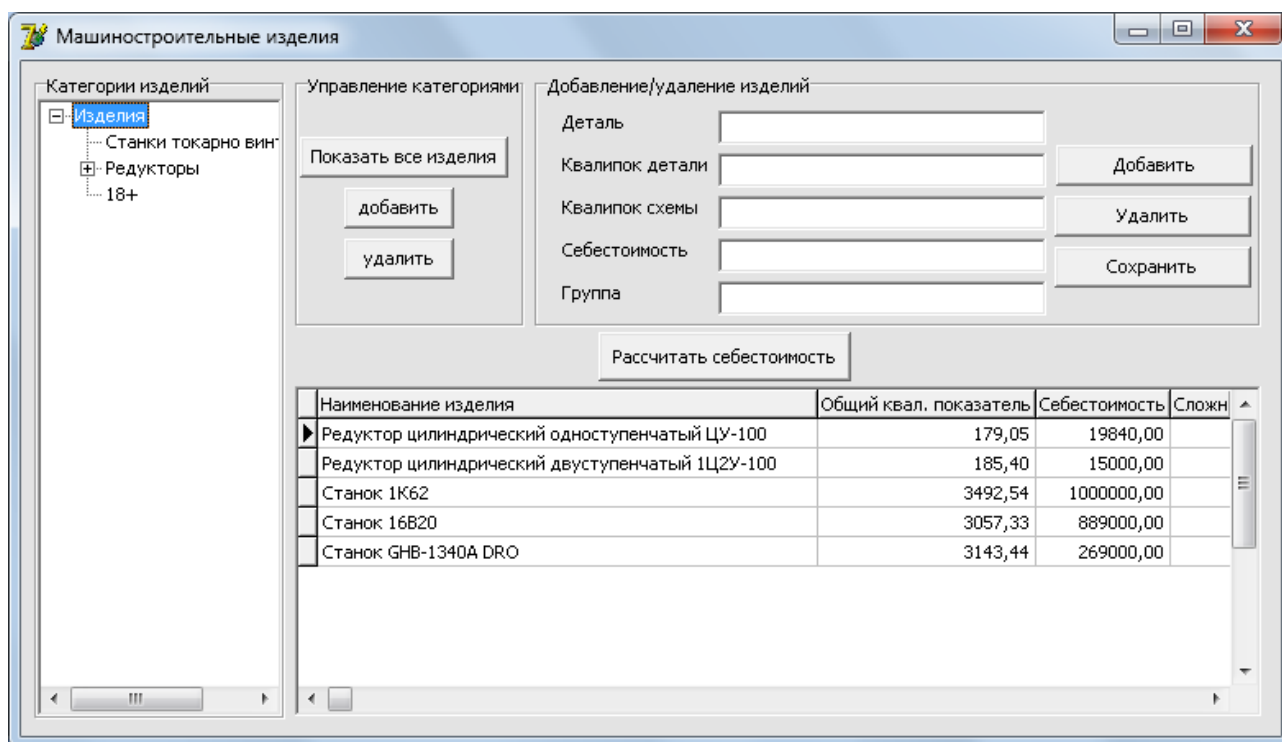 Машиностроительные изделия
Категории изделий
Изделия
Станки токарно винт
Редукторы
18+
Управление категориями
Показать все изделия
добавить
удалить
Добавление/удаление изделий
Деталь
Квалипок детали
Квалипок схемы
Себестоимость
Группа
Добавить
Удалить
Сохранить
Рассчитать себестоимость
Наименование изделия Общий квал. показатель Себестоимость Сложн
Редуктор цилиндрический одноступенчатый ЦУ-100 179,05 19840,00
Редуктор цилиндрический двуступенчатый 1Ц2У-100 185,40 15000,00
Станок 1К62 3492,54 1000000,00
Станок 16В20 3057,33 889000,00
Станок GHB-1340A DRO 3143,44 269000,00